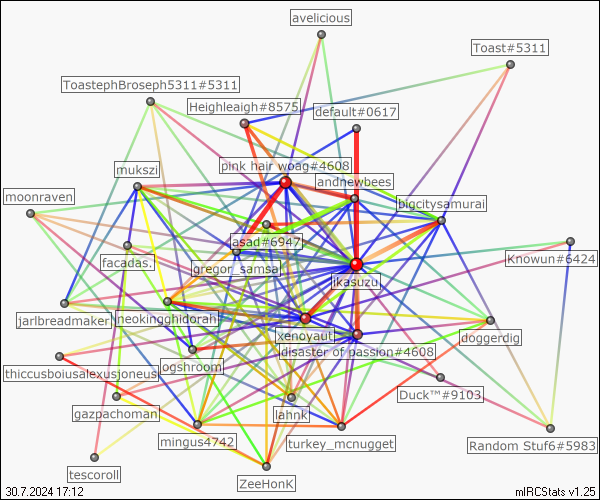 avelicious
Toast#5311
ToastephBroseph5311#5311
Heighleaigh#8575
default#0617
pink hair woag#4608
mukszi
andnewbees
moonraven
bigcitysamurai
asad#6947
facadas.
Knowun#6424
gregor_samsa
ikasuzu
jarlbreadmaker
neokingghidorah
xenoyaut
doggerdig
disaster of passion#4608
ogshroom
thiccusboiusalexusjoneus
Duck™#9103
gazpachoman
lahnk
mingus4742
turkey_mcnugget
Random Stuf6#5983
tescoroll
ZeeHonK
30.7.2024 17:12
mIRCStats v1.25